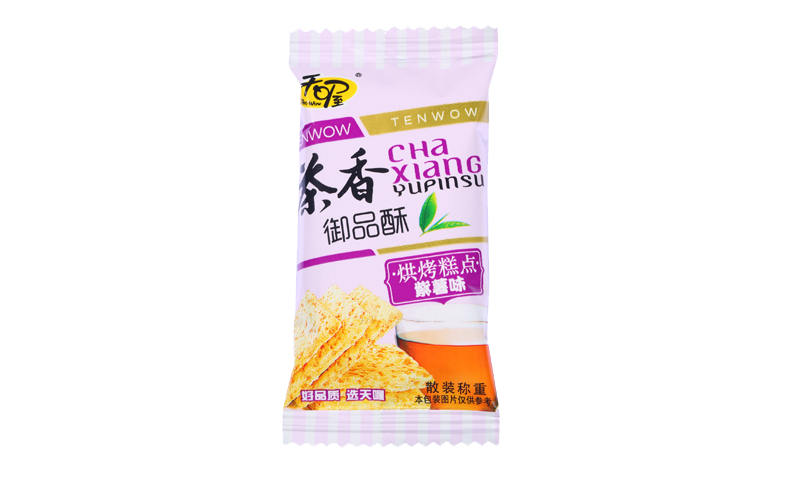 天喔
®
TENWOW
TENWOW
茶香
CHa
XIang
YUPINSU
御品酥
·烘烤糕点·
紫薯味
好品质 选天喔
散装称重
本包装图片仅供参考